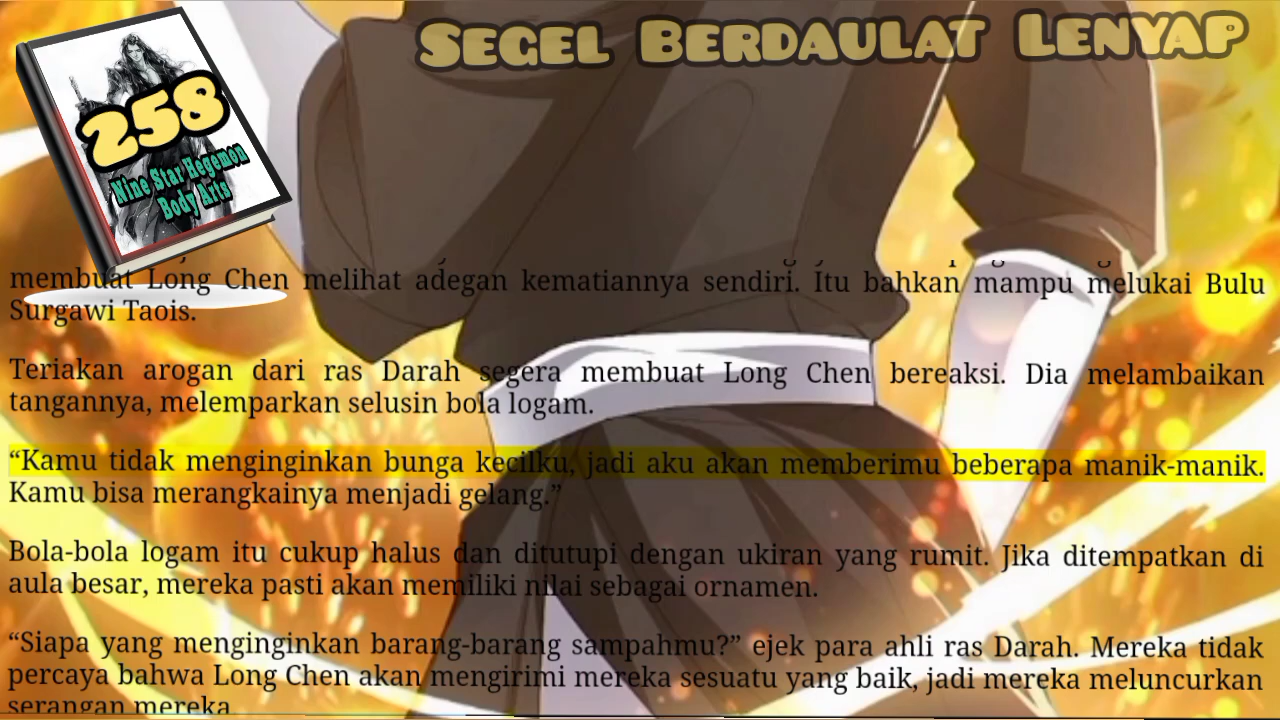 SEGEL BERDAULAT LENYAP
258
Nine Star Hegemon
Body Arts
membuat Long Chen melihat adegan kematiannya sendiri. Itu bahkan mampu melukai Bulu
Surgawi Taois.
Teriakan arogan dari ras Darah segera membuat Long Chen bereaksi. Dia melambaikan
tangannya, melemparkan selusin bola logam.
“Kamu tidak menginginkan bunga kecilku, jadi aku akan memberimu beberapa manik-manik.
Kamu bisa merangkainya menjadi gelang.”
Bola-bola logam itu cukup halus dan ditutupi dengan ukiran yang rumit. Jika ditempatkan di
aula besar, mereka pasti akan memiliki nilai sebagai ornamen.
“Siapa yang menginginkan barang-barang sampahmu?” ejek para ahli ras Darah. Mereka tidak
percaya bahwa Long Chen akan mengirimi mereka sesuatu yang baik, jadi mereka meluncurkan
serangan mereka.